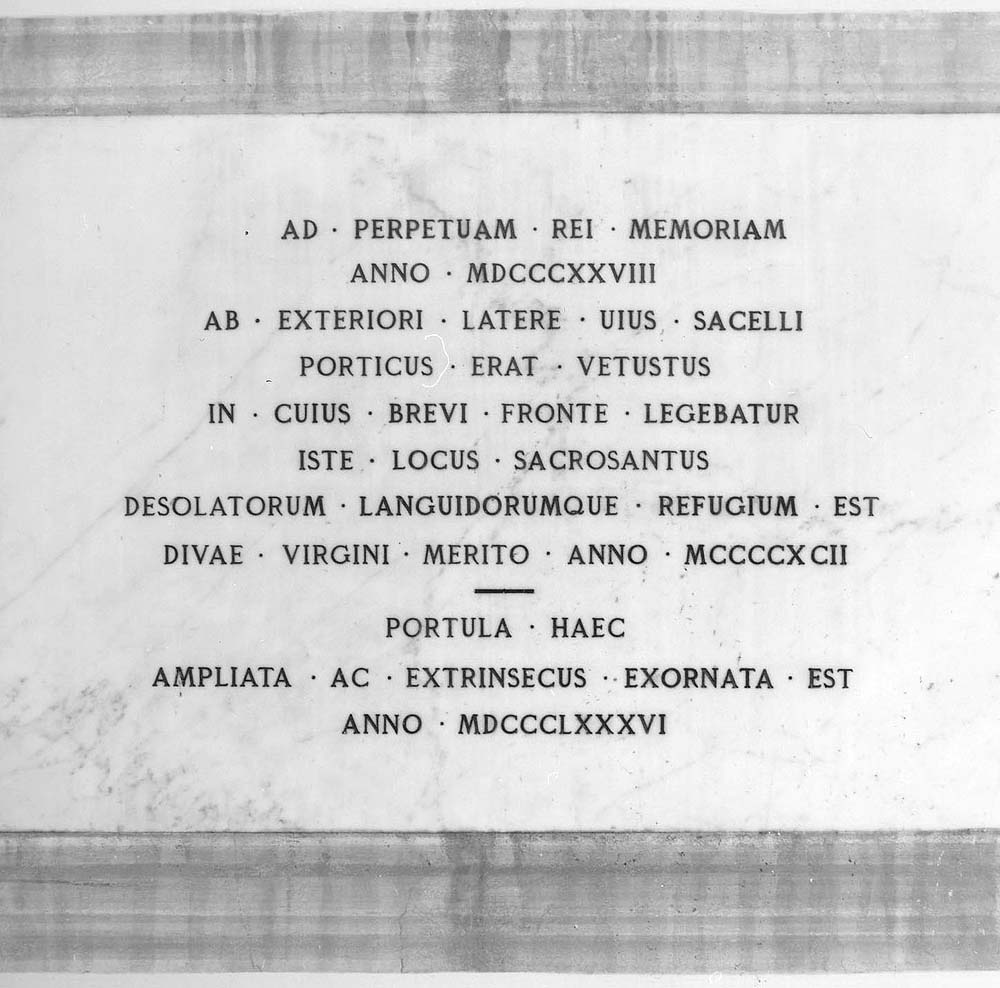 AD · PERPETUAM · REI · MEMORIAM
ANNO · MDCCCXXVIII
AB · EXTERIORI · LATERE · UIUS · SACELLI
PORTICUS · ERAT · VETUSTUS
IN · CUIUS · BREVI · FRONTE · LEGEBATUR
ISTE · LOCUS · SACROSANTUS
DESOLATORUM · LANGUIDORUMQUE · REFUGIUM · EST
DIVAE · VIRGINI · MERITO · ANNO · MCCCCXCII
PORTULA · HAEC
AMPLIATA · AC · EXTRINSECUS · EXORNATA · EST
ANNO · MDCCCLXXXVI